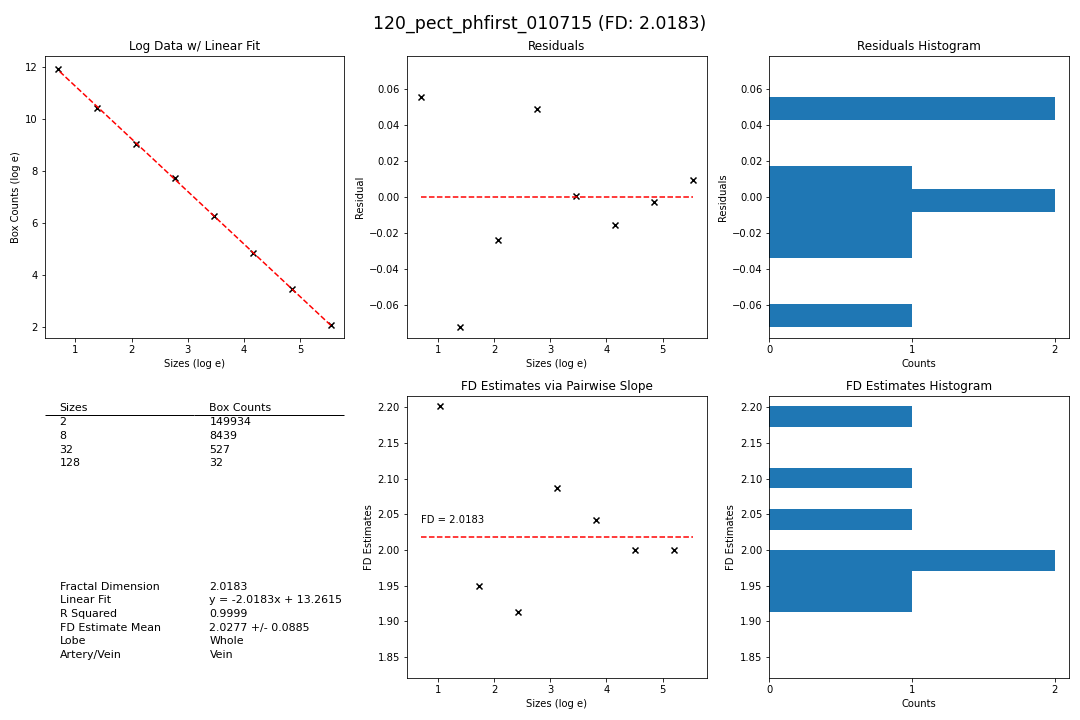 120_pect_phfirst_010715 (FD: 2.0183)
Log Data w/ Linear Fit
12
10
8
6
4
2
Box Counts (log e)
1 2 3 4 5
Sizes (log e)
Residuals
0.06
0.04
0.02
0.00
−0.02
−0.04
−0.06
Residual
1 2 3 4 5
Sizes (log e)
Residuals Histogram
0.06
0.04
0.02
0.00
−0.02
−0.04
−0.06
Residuals
0 1 2
Counts
Sizes Box Counts
2 149934
8 8439
32 527
128 32
Fractal Dimension 2.0183
Linear Fit y = -2.0183x + 13.2615
R Squared 0.9999
FD Estimate Mean 2.0277 +/- 0.0885
Lobe Whole
Artery/Vein Vein
FD Estimates via Pairwise Slope
2.20
2.15
2.10
2.05
2.00
1.95
1.90
1.85
FD Estimates
FD = 2.0183
1 2 3 4 5
Sizes (log e)
FD Estimates Histogram
2.20
2.15
2.10
2.05
2.00
1.95
1.90
1.85
FD Estimates
0 1 2
Counts